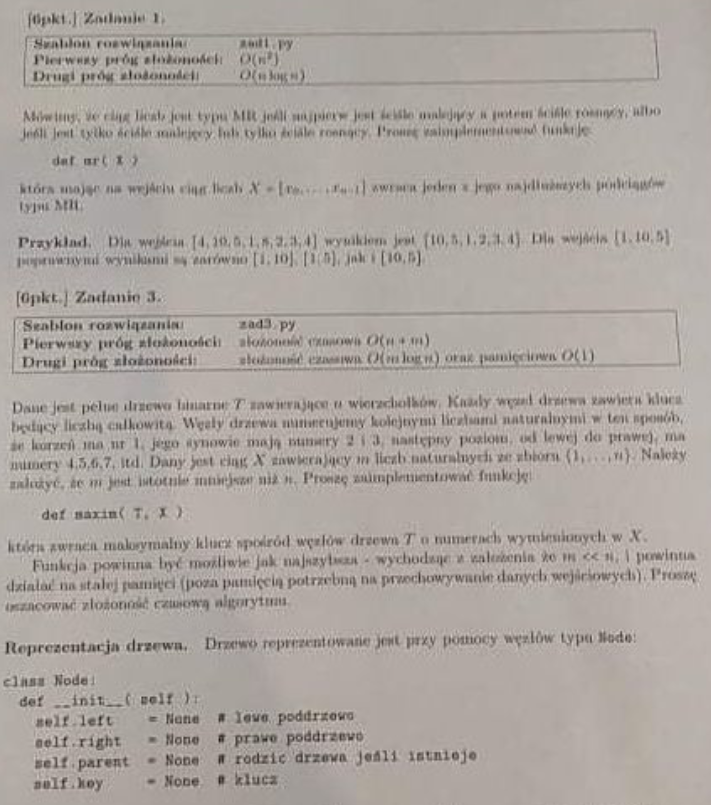 [6pkt.] Zadanie 1.
Szablon rozwiązania: zad1.py
Pierwszy próg złożoności: O(n²)
Drugi próg złożoności: O(n log n)
Mówimy, że ciąg liczb jest typu MR jeśli najpierw jest ściśle malejący a potem ściśle rosnący, albo
jeśli jest tylko ściśle malejący lub tylko ściśle rosnący. Proszę zaimplementować funkcję:
def mr( X )
która mając na wejściu ciąg liczb X = [x₀, . . . , xₙ₋₁] zwraca jeden z jego najdłuższych podciągów
typu MR.
Przykład. Dla wejścia [4, 10, 5, 1, 8, 2, 3, 4] wynikiem jest [10, 5, 1, 2, 3, 4]. Dla wejścia [1, 10, 5]
poprawnymi wynikami są zarówno [1, 10], [1, 5], jak i [10, 5].
[6pkt.] Zadanie 3.
Szablon rozwiązania: zad3.py
Pierwszy próg złożoności: złożoność czasowa O(n + m)
Drugi próg złożoności: złożoność czasowa O(m log n) oraz pamięciowa O(1)
Dane jest pełne drzewo binarne T zawierające n wierzchołków. Każdy węzeł drzewa zawiera klucz
będący liczbą całkowitą. Węzły drzewa numerujemy kolejnymi liczbami naturalnymi w ten sposób,
że korzeń ma nr 1, jego synowie mają numery 2 i 3, następny poziom, od lewej do prawej, ma
numery 4,5,6,7, itd. Dany jest ciąg X zawierający m liczb naturalnych ze zbioru {1, . . . , n}. Należy
założyć, że m jest istotnie mniejsze niż n. Proszę zaimplementować funkcję:
def maxim( T, X )
która zwraca maksymalny klucz spośród węzłów drzewa T o numerach wymienionych w X.
Funkcja powinna być możliwie jak najszybsza - wychodząc z założenia że m << n, i powinna
działać na stałej pamięci (poza pamięcią potrzebną na przechowywanie danych wejściowych). Proszę
oszacować złożoność czasową algorytmu.
Reprezentacja drzewa. Drzewo reprezentowane jest przy pomocy węzłów typu Node:
class Node:
def __init__( self ):
self.left = None # lewe poddrzewo
self.right = None # prawe poddrzewo
self.parent = None # rodzic drzewa jeśli istnieje
self.key = None # klucz